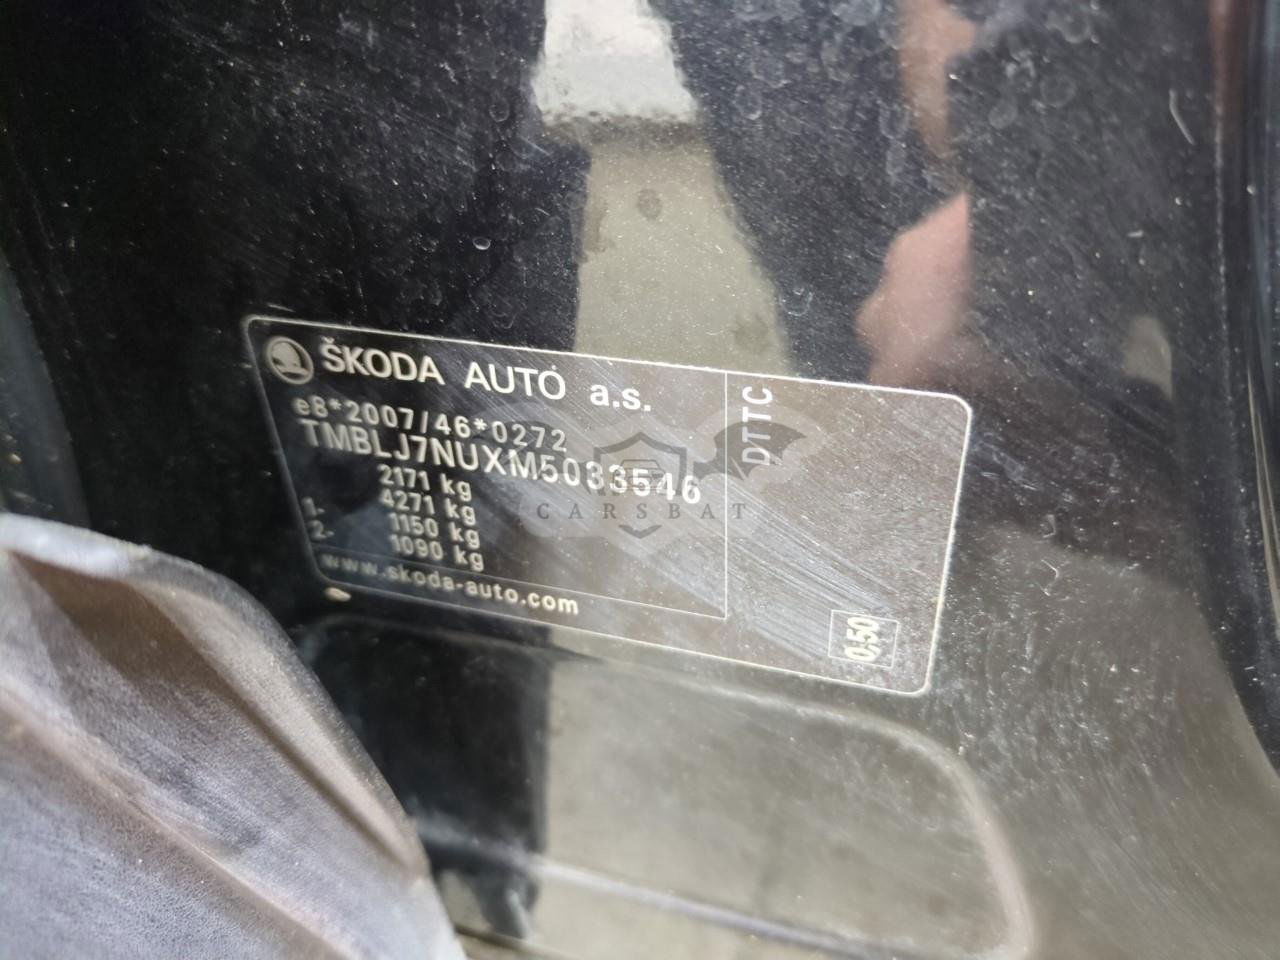 ŠKODA AUTO a.s.
e8*2007/46*0272
TMBLJ7NUXM5033546
2171 kg
4271 kg
1. 1150 kg
2. 1090 kg
www.skoda-auto.com
DTTC
0,50
CARSBAT